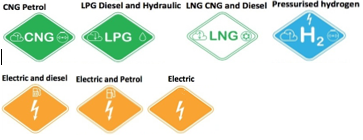 CNG Petrol
LPG Diesel and Hydraulic
LNG CNG and Diesel
Pressurised hydrogen
CNG
LPG
LNG
H2
Electric and diesel
Electric and Petrol
Electric